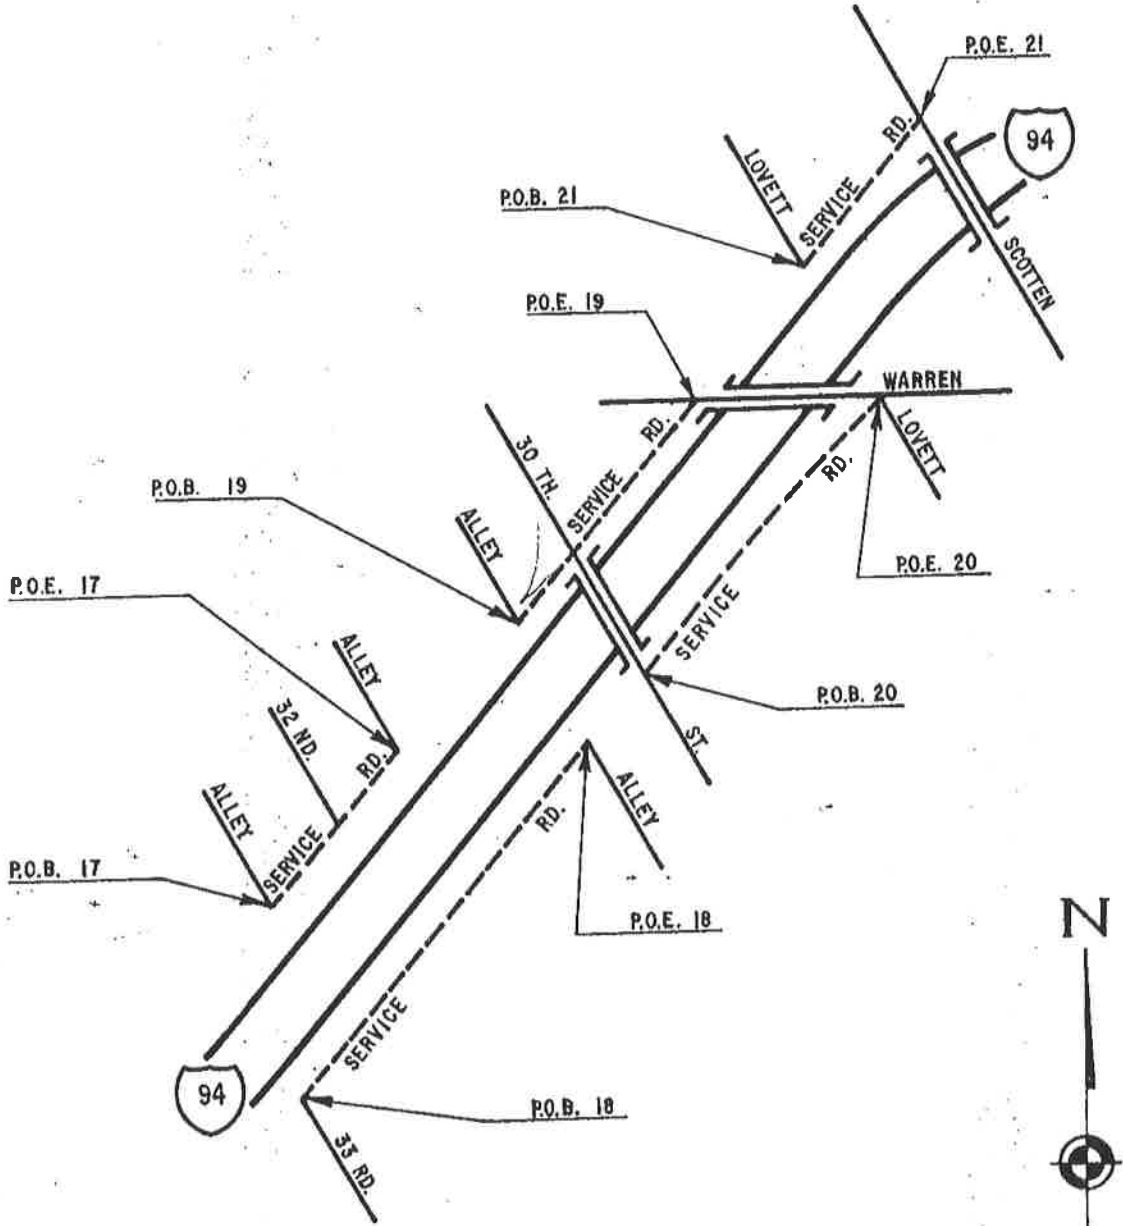 P.O.E. 21
94
RD.
LOVETT
SERVICE
P.O.B. 21
SCOTTEN
P.O.E. 19
WARREN
LOVETT
RD.
30 TH.
RD.
P.O.B. 19
SERVICE
ALLEY
P.O.E. 20
P.O.E. 17
SERVICE
ALLEY
P.O.B. 20
32 ND.
ST.
RD.
ALLEY
ALLEY
RD.
SERVICE
P.O.B. 17
P.O.E. 18
N
SERVICE
94
P.O.B. 18
33 RD.